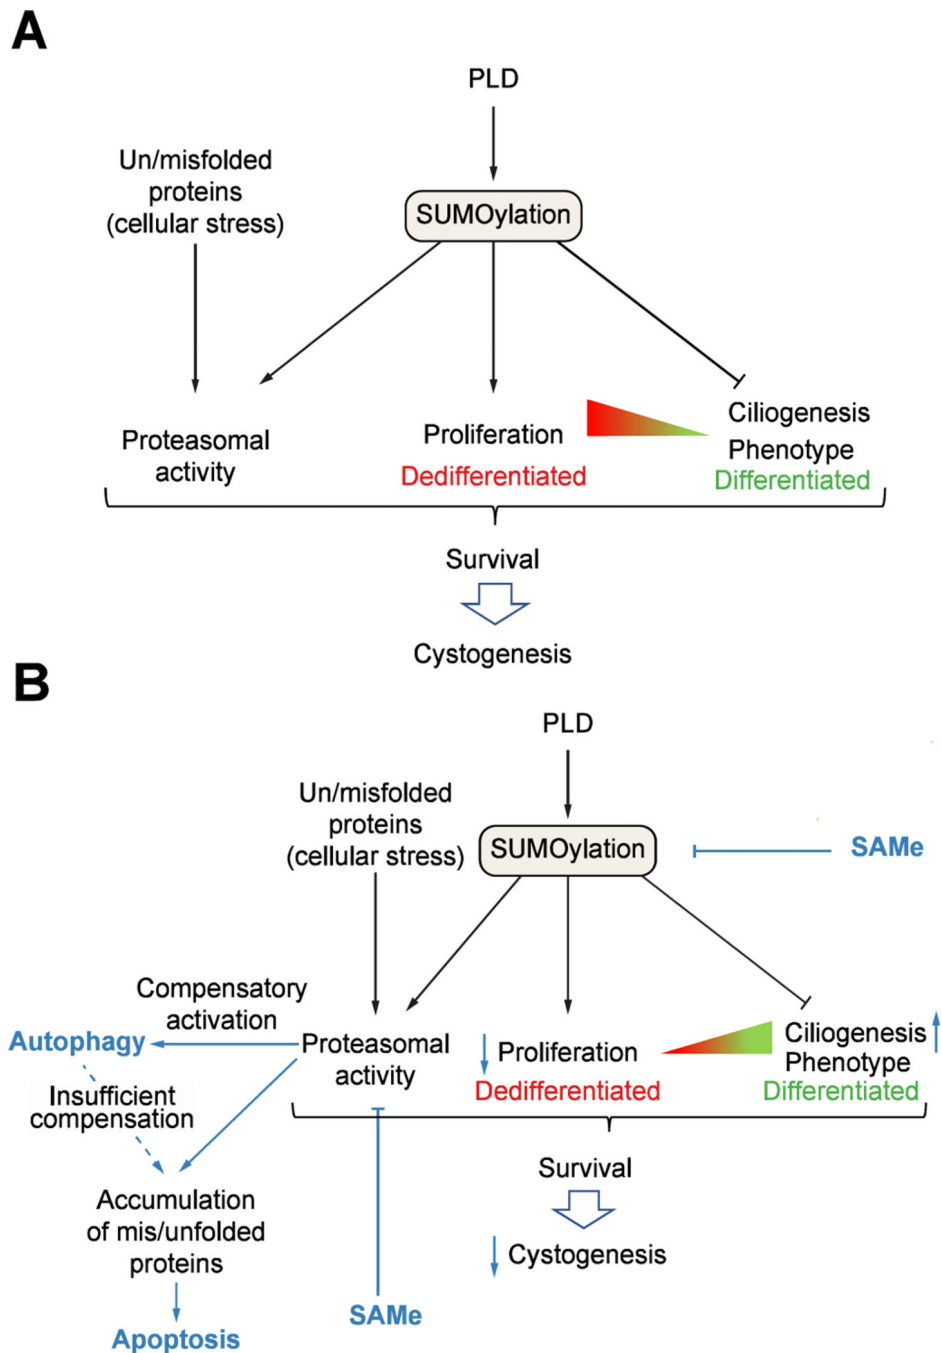 A
PLD
Un/misfolded
proteins
(cellular stress)
SUMOylation
Proteasomal
activity
Proliferation
Dedifferentiated
Ciliogenesis
Phenotype
Differentiated
Survival
Cystogenesis
B
PLD
Un/misfolded
proteins
(cellular stress)
SUMOylation
SAMe
Compensatory
activation
Autophagy
Proteasomal
activity
Proliferation
Dedifferentiated
Ciliogenesis
Phenotype
Differentiated
Insufficient
compensation
Survival
Cystogenesis
Accumulation
of mis/unfolded
proteins
SAMe
Apoptosis